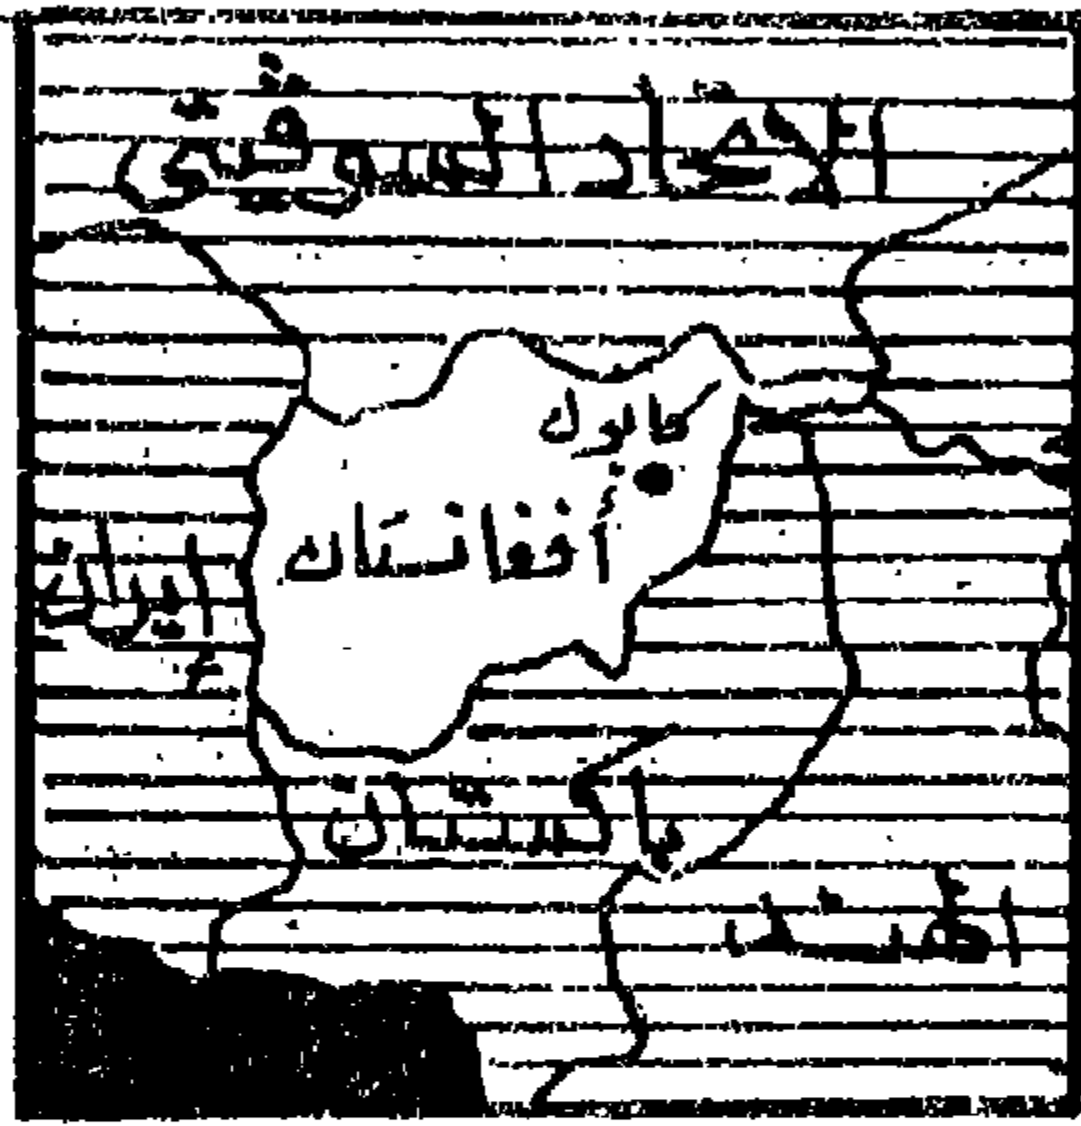 الاتحاد السوفيتي
كابول
أفغانستان
إيران
باكستان
الهند